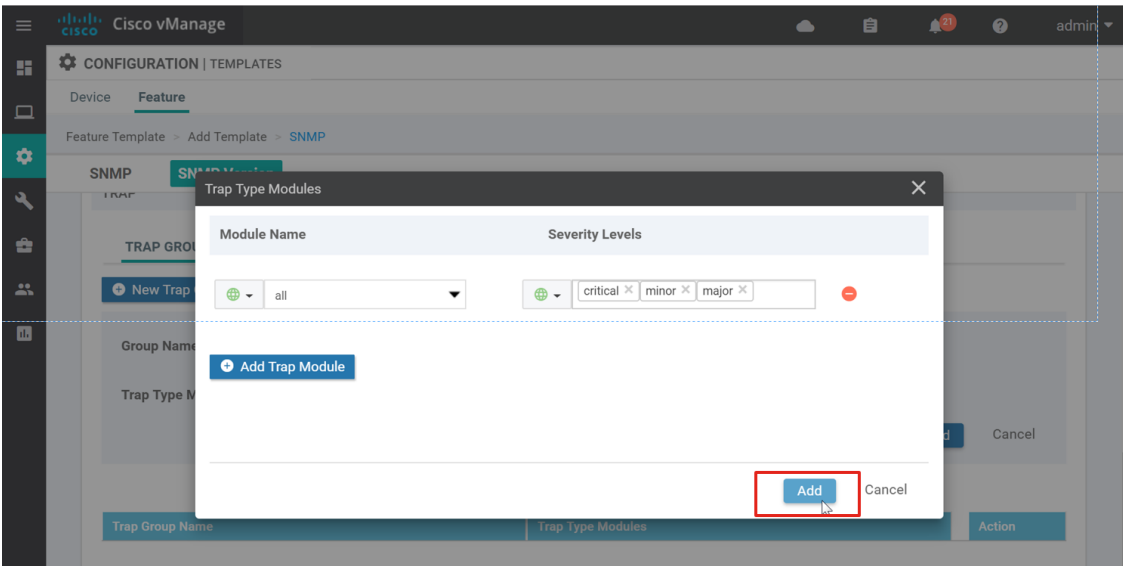 cisco Cisco vManage 21 admin
CONFIGURATION | TEMPLATES
Device Feature
Feature Template > Add Template > SNMP
SNMP
Trap Type Modules
TRAP
Module Name Severity Levels
TRAP GROU
New Trap
all critical minor major
Group Name
Add Trap Module
Trap Type M
d Cancel
Add Cancel
Trap Group Name Trap Type Modules Action